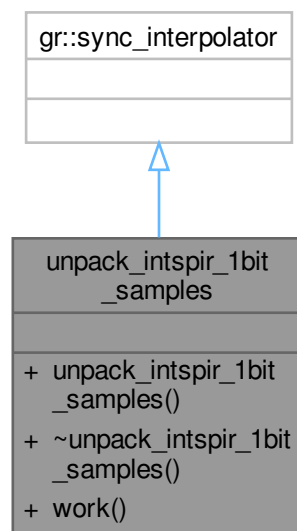 gr::sync_interpolator
unpack_intspir_1bit
_samples
+ unpack_intspir_1bit
_samples()
+ ~unpack_intspir_1bit
_samples()
+ work()